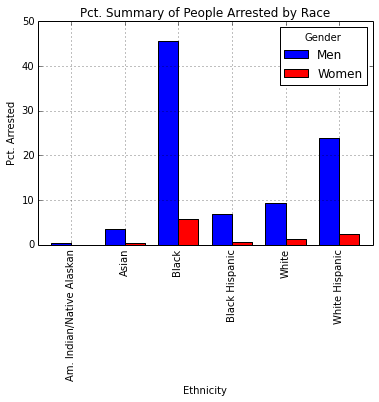 Pct. Summary of People Arrested by Race
Gender
Men
Women
50
40
30
20
10
0
Pct. Arrested
Am. Indian/Native Alaskan
Asian
Black
Black Hispanic
White
White Hispanic
Ethnicity